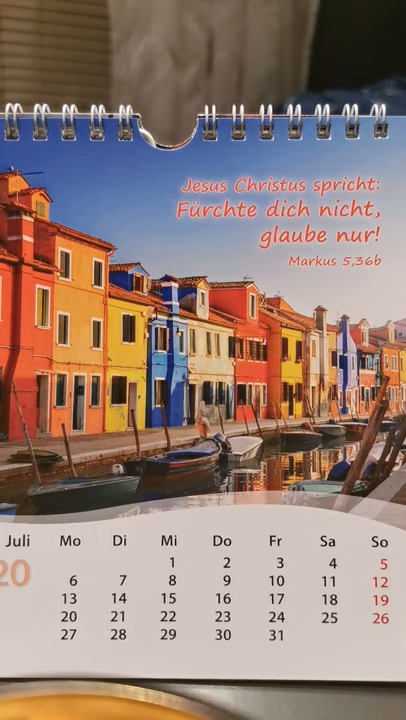 Jesus Christus spricht:
Fürchte dich nicht,
glaube nur!
Markus 5,36b
Juli Mo Di Mi Do Fr Sa So
20 1 2 3 4 5
6 7 8 9 10 11 12
13 14 15 16 17 18 19
20 21 22 23 24 25 26
27 28 29 30 31